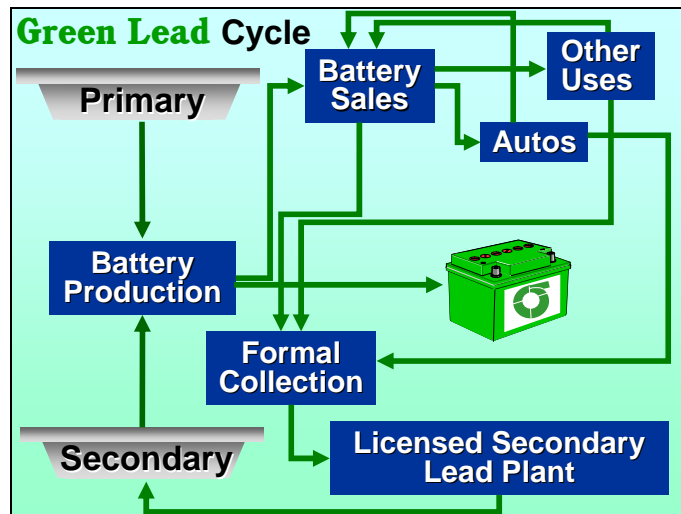 Green Lead Cycle
Primary
Battery
Sales
Other
Uses
Autos
Battery
Production
Formal
Collection
Secondary
Licensed Secondary
Lead Plant